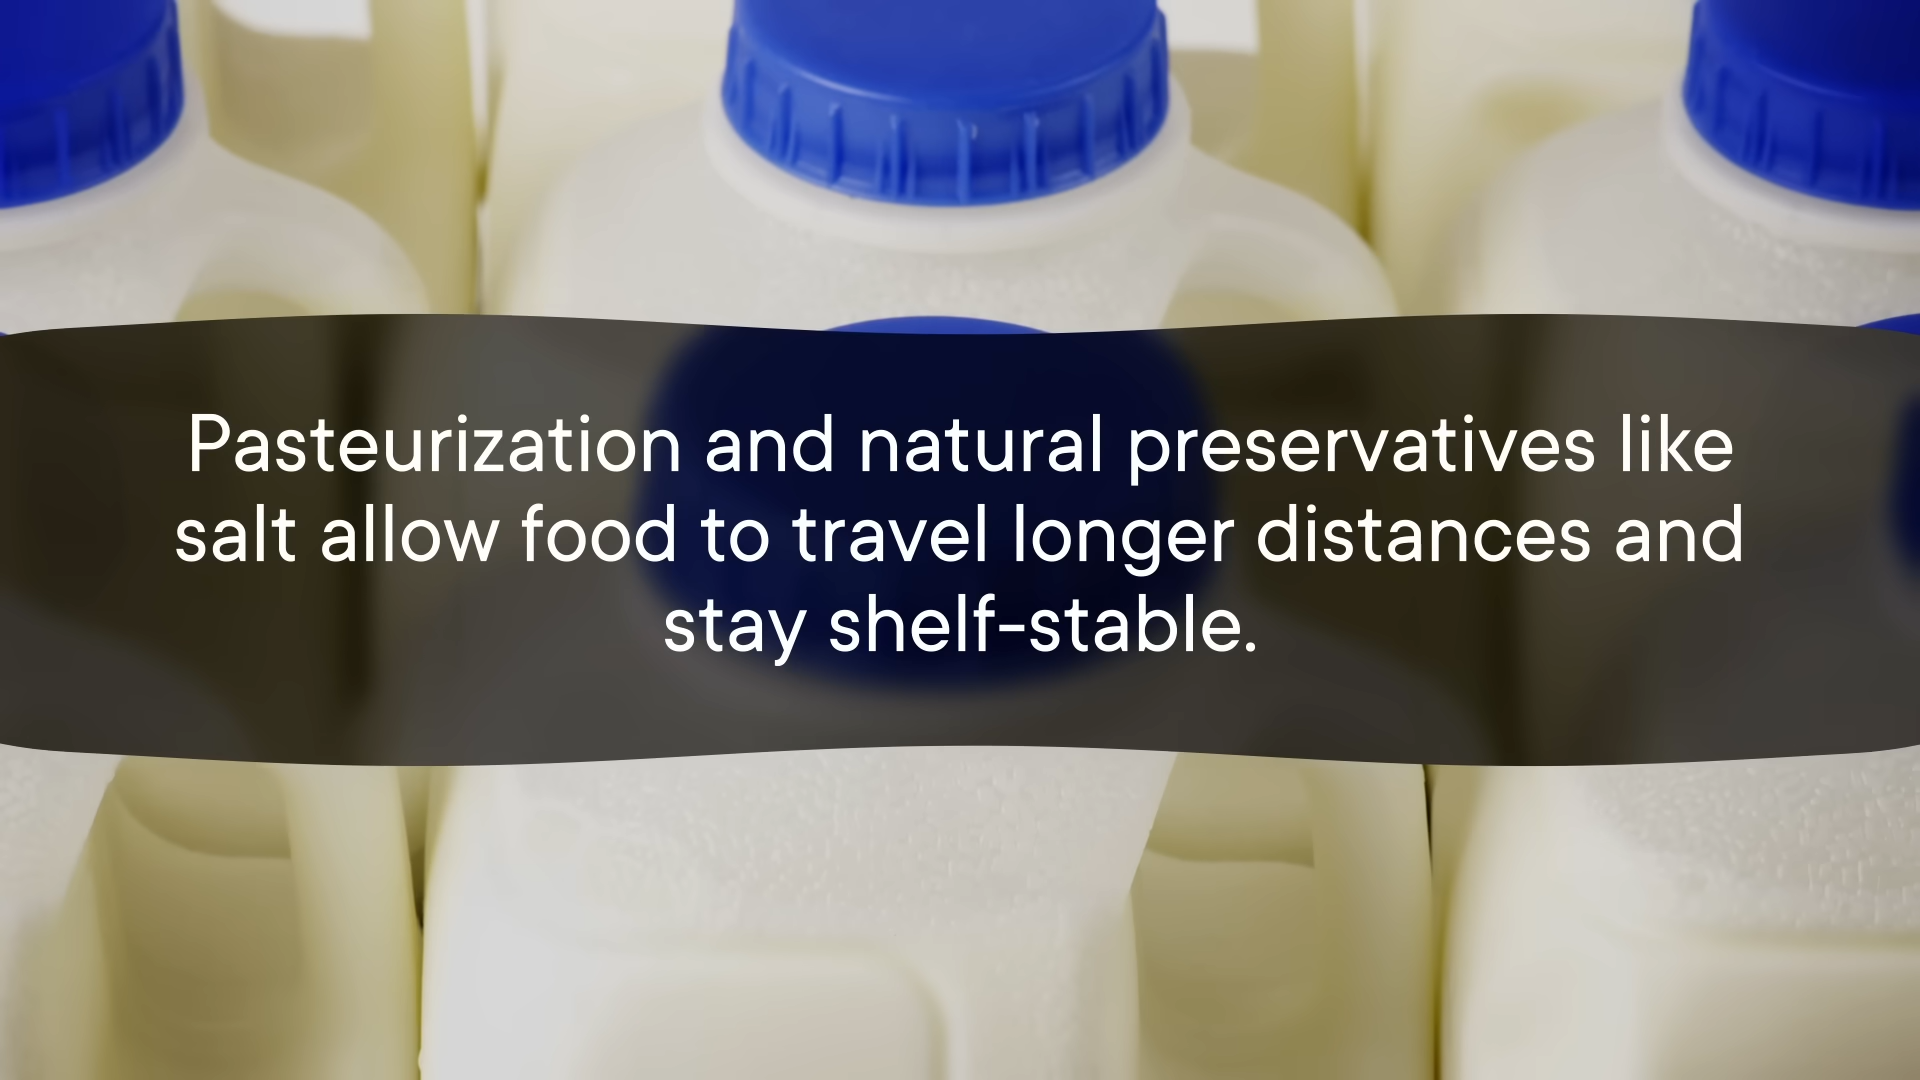 Pasteurization and natural preservatives like
salt allow food to travel longer distances and
stay shelf-stable.